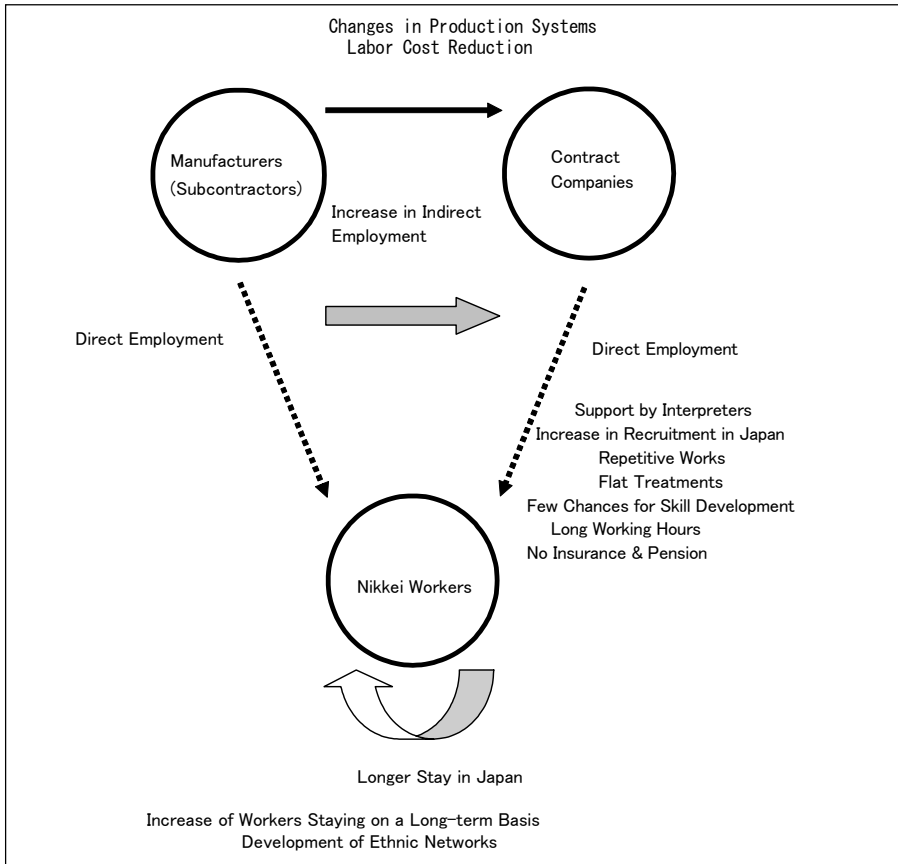 Changes in Production Systems
Labor Cost Reduction
Manufacturers
(Subcontractors)
Contract
Companies
Increase in Indirect
Employment
Direct Employment
Direct Employment
Support by Interpreters
Increase in Recruitment in Japan
Repetitive Works
Flat Treatments
Few Chances for Skill Development
Long Working Hours
No Insurance & Pension
Nikkei Workers
Longer Stay in Japan
Increase of Workers Staying on a Long-term Basis
Development of Ethnic Networks